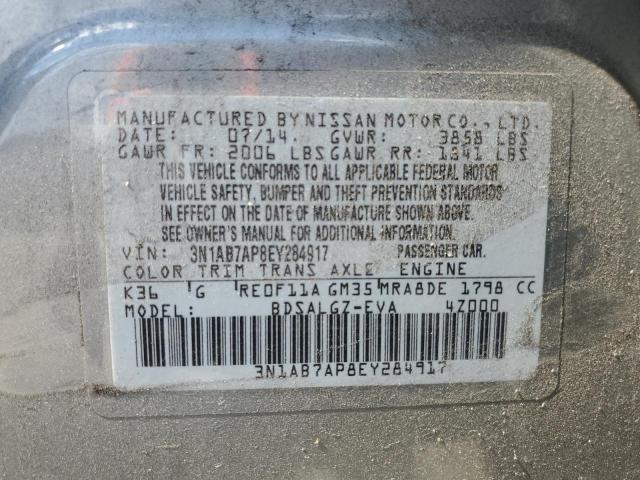 MANUFACTURED BY NISSAN MOTOR CO., LTD.
DATE: 07/14. GVWR: 3858 LBS
GAWR FR: 2006 LBS GAWR RR: 1941 LBS
THIS VEHICLE CONFORMS TO ALL APPLICABLE FEDERAL MOTOR
VEHICLE SAFETY, BUMPER AND THEFT PREVENTION STANDARDS
IN EFFECT ON THE DATE OF MANUFACTURE SHOWN ABOVE.
SEE OWNER'S MANUAL FOR ADDITIONAL INFORMATION.
VIN: 3N1AB7AP8EY284917 PASSENGER CAR.
COLOR TRIM TRANS AXLE ENGINE
K36 G RE0F11A GM35 MRA8DE 1798 CC
MODEL: BDSALGZ-EVA 4Z000
3N1AB7AP8EY284917